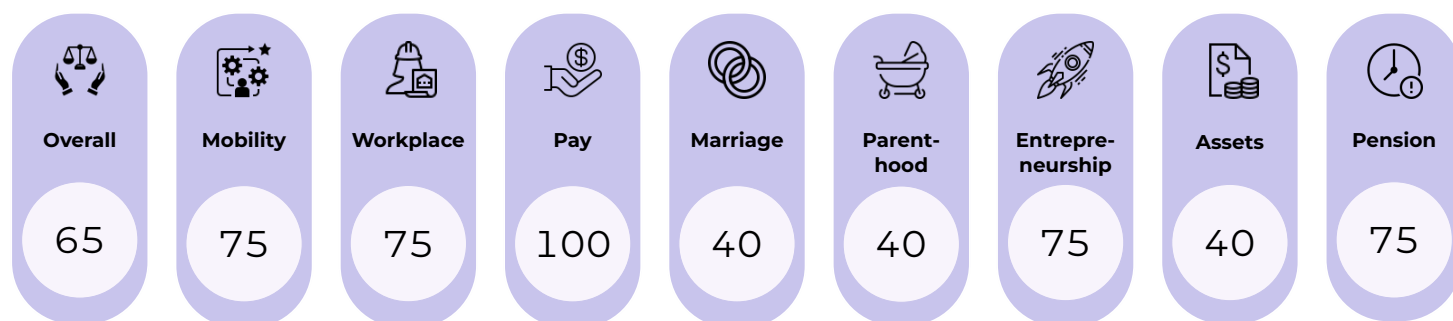 Overall
65
Mobility
75
Workplace
75
$
Pay
100
Marriage
40
Parent-
hood
40
Entrepre-
neurship
75
$
Assets
40
!
Pension
75